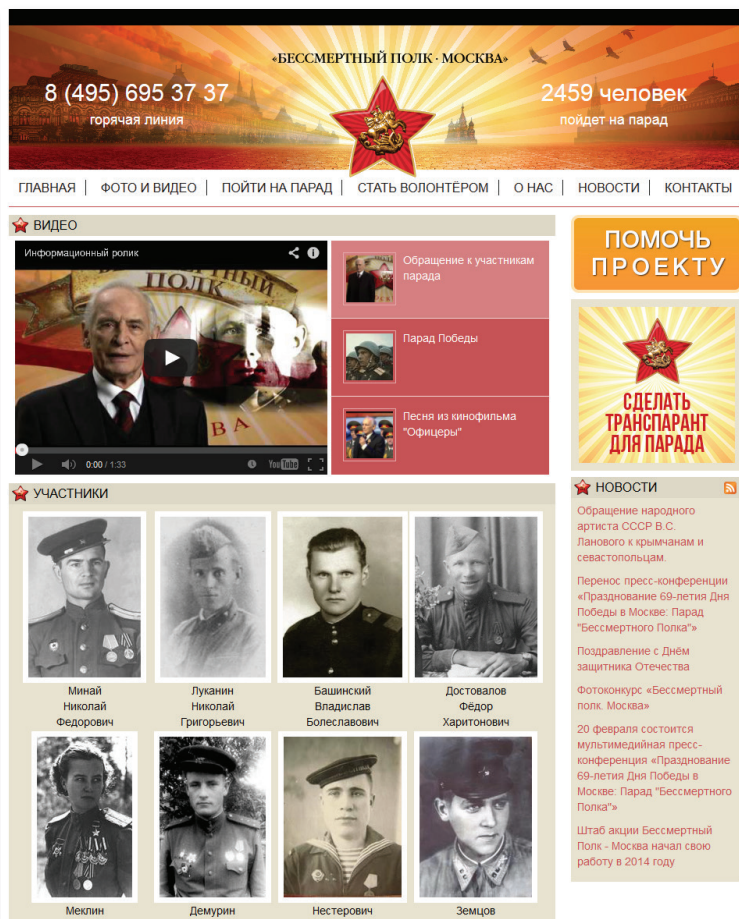 «БЕССМЕРТНЫЙ ПОЛК · МОСКВА»
8 (495) 695 37 37
горячая линия
2459 человек
пойдет на парад
ГЛАВНАЯ
ФОТО И ВИДЕО
ПОЙТИ НА ПАРАД
СТАТЬ ВОЛОНТЁРОМ
О НАС
НОВОСТИ
КОНТАКТЫ
ВИДЕО
Информационный ролик
ПОЛК
ВА
0:00 / 1:33
YouTube
Обращение к участникам
парада
Парад Победы
Песня из кинофильма
"Офицеры"
УЧАСТНИКИ
Минай
Николай
Федорович
Луканин
Николай
Григорьевич
Башинский
Владислав
Болеславович
Достовалов
Фёдор
Харитонович
Меклин
Демурин
Нестерович
Земцов
ПОМОЧЬ
ПРОЕКТУ
СДЕЛАТЬ
ТРАНСПАРАНТ
ДЛЯ ПАРАДА
НОВОСТИ
Обращение народного
артиста СССР В.С.
Ланового к крымчанам и
севастопольцам.
Перенос пресс-конференции
«Празднование 69-летия Дня
Победы в Москве: Парад
"Бессмертного Полка"»
Поздравление с Днём
защитника Отечества
Фотоконкурс «Бессмертный
полк. Москва»
20 февраля состоится
мультимедийная пресс-
конференция «Празднование
69-летия Дня Победы в
Москве: Парад "Бессмертного
Полка"»
Штаб акции Бессмертный
Полк - Москва начал свою
работу в 2014 году